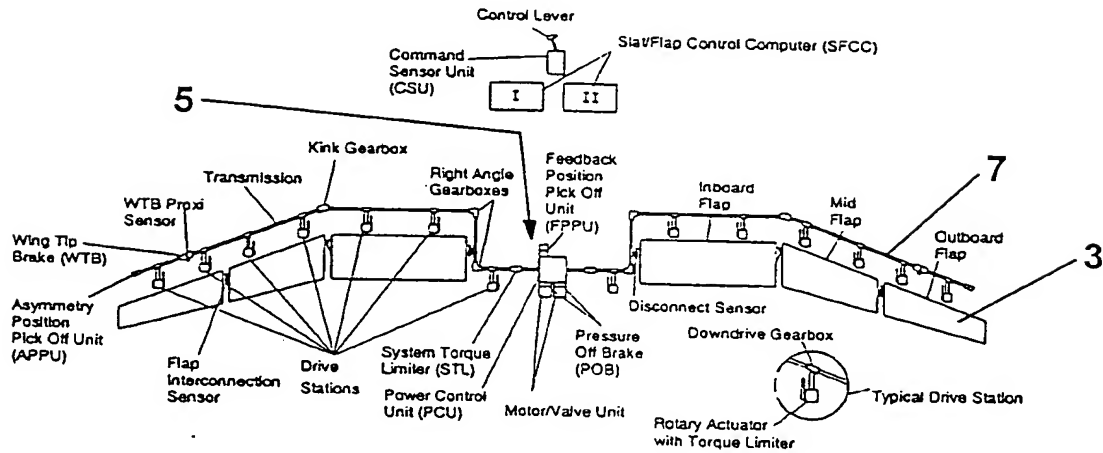 Control Lever
Slat/Flap Control Computer (SFCC)
Command
Sensor Unit
(CSU)
I
II
5
Kink Gearbox
Transmission
WTB Proxi
Sensor
Wing Tip
Brake (WTB)
Asymmetry
Position
Pick Off Unit
(APPU)
Right Angle
Gearboxes
Feedback
Position
Pick Off
Unit
(FPPU)
Inboard
Flap
Mid
Flap
7
Outboard
Flap
3
Flap
Interconnection
Sensor
Drive
Stations
System Torque
Limiter (STL)
Power Control
Unit (PCU)
Motor/Valve Unit
Pressure
Off Brake
(POB)
Disconnect Sensor
Downdrive Gearbox
Typical Drive Station
Rotary Actuator
with Torque Limiter